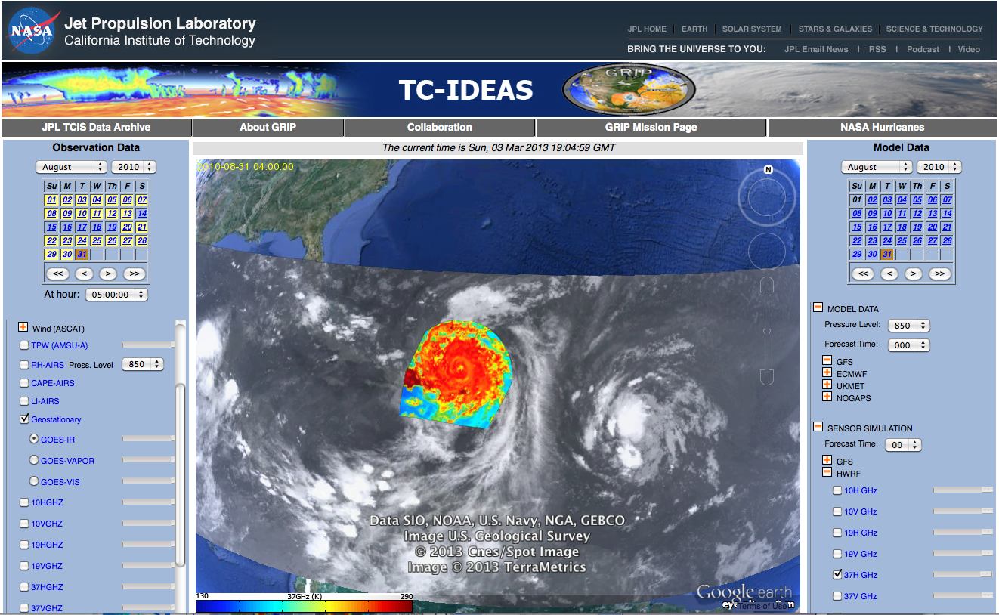 NASA
Jet Propulsion Laboratory
California Institute of Technology
JPL HOME | EARTH | SOLAR SYSTEM | STARS & GALAXIES | SCIENCE & TECHNOLOGY
BRING THE UNIVERSE TO YOU: JPL Email News | RSS | Podcast | Video
TC-IDEAS
GRIP
JPL TCIS Data Archive
About GRIP
Collaboration
GRIP Mission Page
NASA Hurricanes
Observation Data
August 2010
Su M T W Th F S
01 02 03 04 05 06 07
08 09 10 11 12 13 14
15 16 17 18 19 20 21
22 23 24 25 26 27 28
29 30 31
<< < > >>
At hour: 05:00:00
Wind (ASCAT)
TPW (AMSU-A)
RH-AIRS Press. Level 850
CAPE-AIRS
LI-AIRS
Geostationary
GOES-IR
GOES-VAPOR
GOES-VIS
10HGHZ
10VGHZ
19HGHZ
19VGHZ
37HGHZ
37VGHZ
The current time is Sun, 03 Mar 2013 19:04:59 GMT
2010-08-31 04:00:00
N
Data SIO, NOAA, U.S. Navy, NGA, GEBCO
Image U.S. Geological Survey
© 2013 Cnes/Spot Image
Image © 2013 TerraMetrics
Google earth
Terms of Use
130 37GHz (K) 290
Model Data
August 2010
Su M T W Th F S
01 02 03 04 05 06 07
08 09 10 11 12 13 14
15 16 17 18 19 20 21
22 23 24 25 26 27 28
29 30 31
<< < > >>
MODEL DATA
Pressure Level: 850
Forecast Time: 000
GFS
ECMWF
UKMET
NOGAPS
SENSOR SIMULATION
Forecast Time: 00
GFS
HWRF
10H GHz
10V GHz
19H GHz
19V GHz
37H GHz
37V GHz